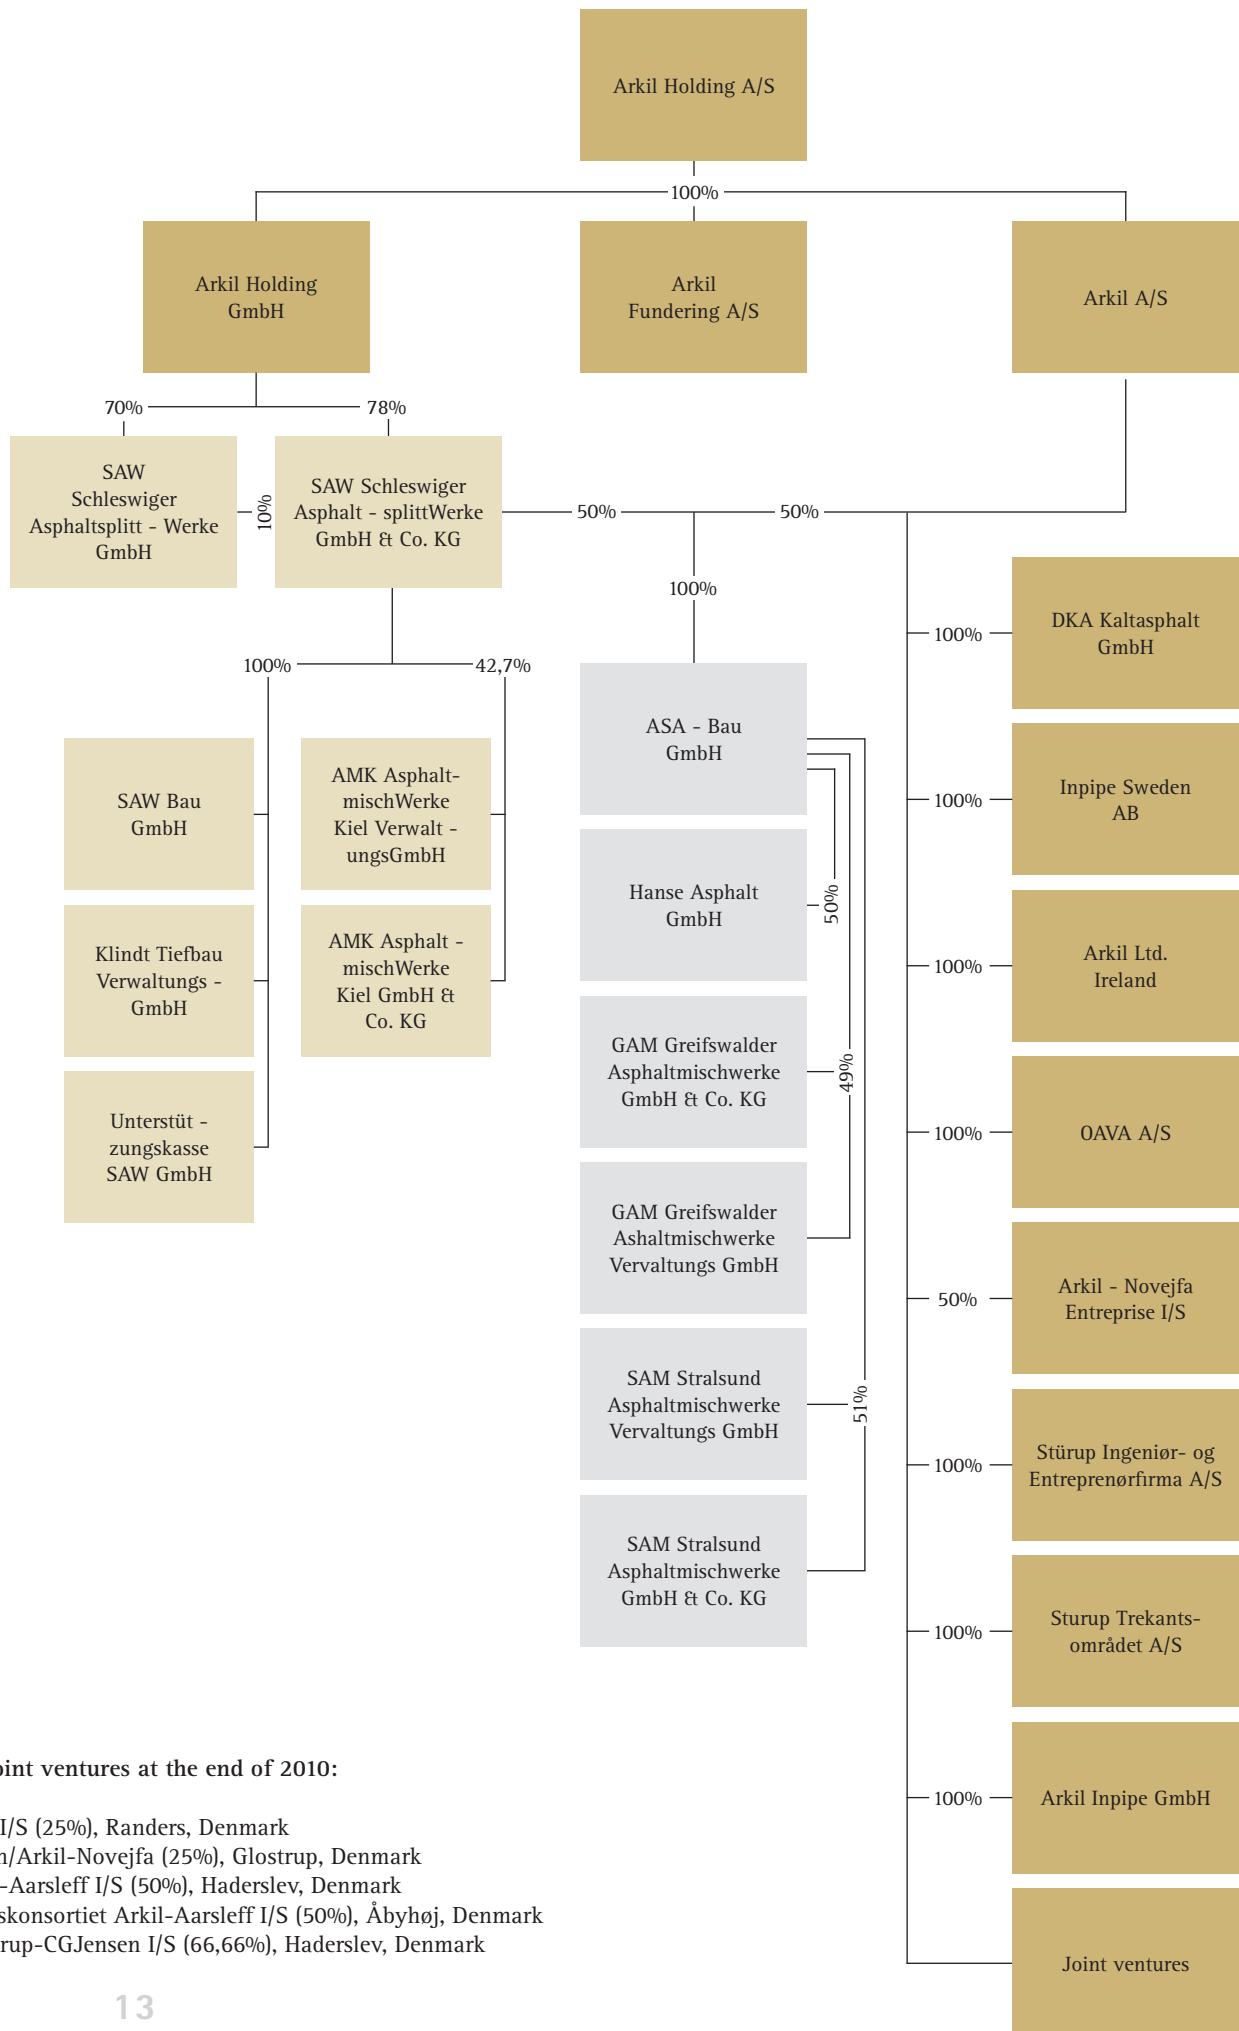 Arkil Holding A/S
100%
Arkil Holding
GmbH
Arkil
Fundering A/S
Arkil A/S
70%
78%
SAW
Schleswiger
Asphaltsplitt - Werke
GmbH
10%
SAW Schleswiger
Asphalt - splittWerke
GmbH & Co. KG
50%
50%
100%
100%
42,7%
SAW Bau
GmbH
Klindt Tiefbau
Verwaltungs -
GmbH
Unterstüt -
zungskasse
SAW GmbH
AMK Asphalt-
mischWerke
Kiel Verwalt -
ungsGmbH
AMK Asphalt -
mischWerke
Kiel GmbH &
Co. KG
ASA - Bau
GmbH
Hanse Asphalt
GmbH
50%
GAM Greifswalder
Asphaltmischwerke
GmbH & Co. KG
49%
GAM Greifswalder
Ashaltmischwerke
Vervaltungs GmbH
SAM Stralsund
Asphaltmischwerke
Vervaltungs GmbH
51%
SAM Stralsund
Asphaltmischwerke
GmbH & Co. KG
100%
DKA Kaltasphalt
GmbH
100%
Inpipe Sweden
AB
100%
Arkil Ltd.
Ireland
100%
OAVA A/S
50%
Arkil - Novejfa
Entreprise I/S
100%
Stürup Ingeniør- og
Entreprenørfirma A/S
100%
Sturup Trekants-
området A/S
100%
Arkil Inpipe GmbH
Joint ventures
oint ventures at the end of 2010:
I/S (25%), Randers, Denmark
n/Arkil-Novejfa (25%), Glostrup, Denmark
-Aarsleff I/S (50%), Haderslev, Denmark
skonsortiet Arkil-Aarsleff I/S (50%), Åbyhøj, Denmark
rup-CGJensen I/S (66,66%), Haderslev, Denmark
13